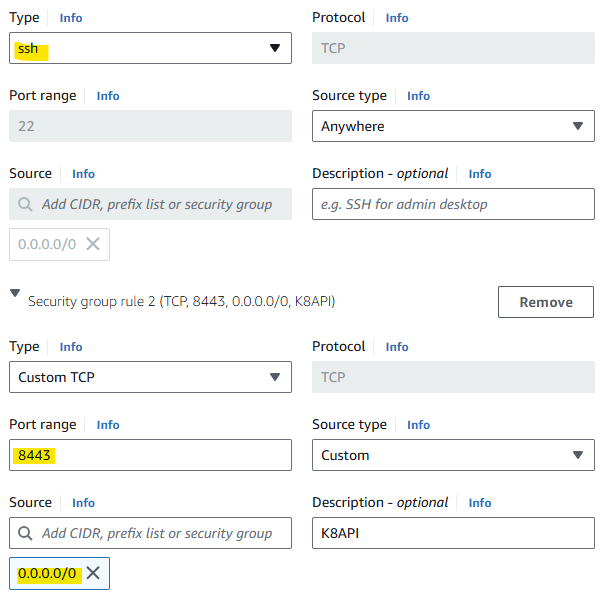 Type Info Protocol Info
ssh TCP
Port range Info Source type Info
22 Anywhere
Source Info Description - optional Info
Add CIDR, prefix list or security group e.g. SSH for admin desktop
0.0.0.0/0
Security group rule 2 (TCP, 8443, 0.0.0.0/0, K8API) Remove
Type Info Protocol Info
Custom TCP TCP
Port range Info Source type Info
8443 Custom
Source Info Description - optional Info
Add CIDR, prefix list or security group K8API
0.0.0.0/0